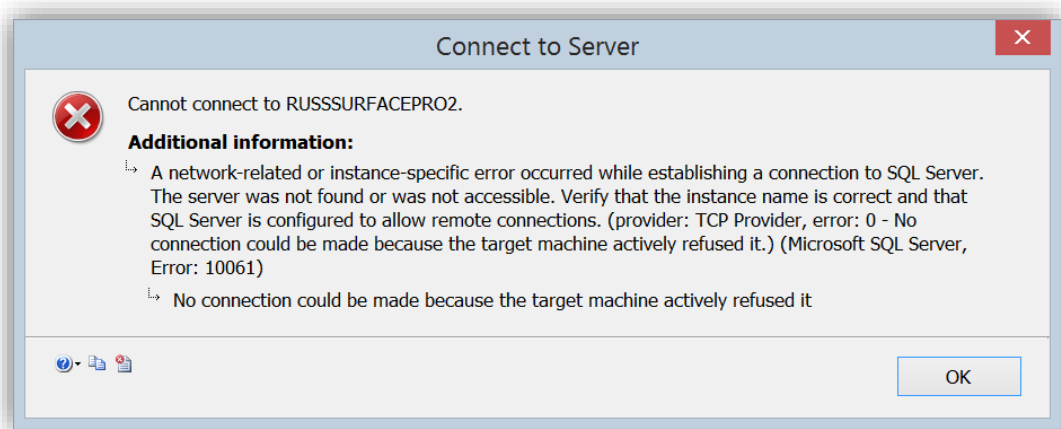 Connect to Server
Cannot connect to RUSSSURFACEPRO2.
Additional information:
A network-related or instance-specific error occurred while establishing a connection to SQL Server.
The server was not found or was not accessible. Verify that the instance name is correct and that
SQL Server is configured to allow remote connections. (provider: TCP Provider, error: 0 - No
connection could be made because the target machine actively refused it.) (Microsoft SQL Server,
Error: 10061)
No connection could be made because the target machine actively refused it
OK